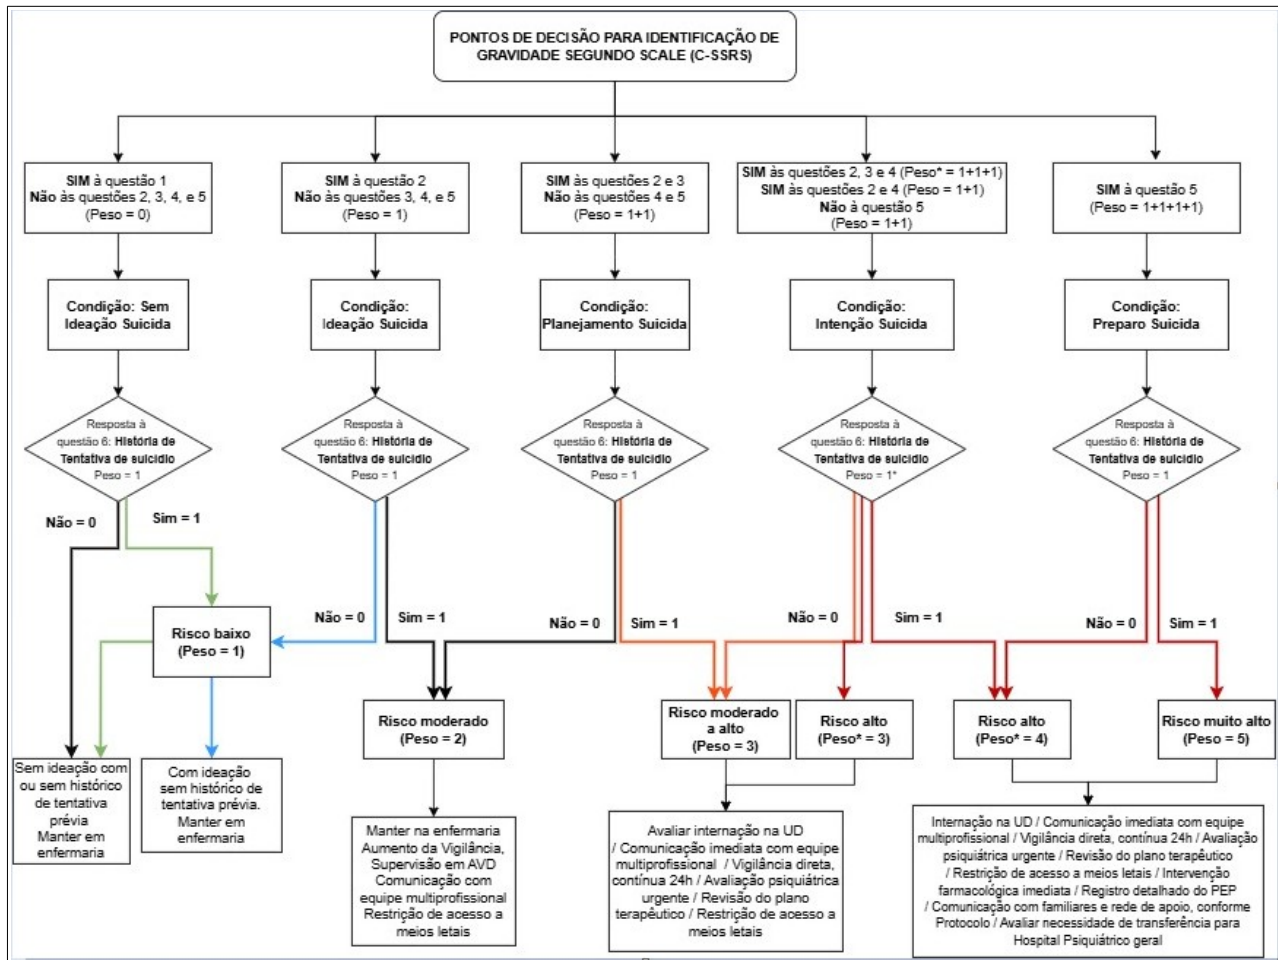 PONTOS DE DECISÃO PARA IDENTIFICAÇÃO DE
GRAVIDADE SEGUNDO SCALE (C-SSRS)
SIM à questão 1
Não às questões 2, 3, 4, e 5
(Peso = 0)
SIM à questão 2
Não às questões 3, 4, e 5
(Peso = 1)
SIM às questões 2 e 3
Não às questões 4 e 5
(Peso = 1+1)
SIM às questões 2, 3 e 4 (Peso* = 1+1+1)
SIM às questões 2 e 4 (Peso = 1+1)
Não à questão 5
(Peso = 1+1)
SIM à questão 5
(Peso = 1+1+1+1)
Condição: Sem
Ideação Suicida
Condição:
Ideação Suicida
Condição:
Planejamento Suicida
Condição:
Intenção Suicida
Condição:
Preparo Suicida
Resposta à
questão 6: História de
Tentativa de suicídio
Peso = 1
Resposta à
questão 6: História de
Tentativa de suicídio
Peso = 1
Resposta à
questão 6: História de
Tentativa de suicídio
Peso = 1
Resposta à
questão 6: História de
Tentativa de suicídio
Peso = 1*
Resposta à
questão 6: História de
Tentativa de suicídio
Peso = 1
Não = 0
Sim = 1
Não = 0
Sim = 1
Não = 0
Sim = 1
Não = 0
Sim = 1
Não = 0
Sim = 1
Risco baixo
(Peso = 1)
Risco moderado
(Peso = 2)
Risco moderado
a alto
(Peso = 3)
Risco alto
(Peso* = 3)
Risco alto
(Peso* = 4)
Risco muito alto
(Peso = 5)
Sem ideação com
ou sem histórico
de tentativa
prévia
Manter em
enfermaria
Com ideação
sem histórico de
tentativa prévia.
Manter em
enfermaria
Manter na enfermaria
Aumento da Vigilância,
Supervisão em AVD
Comunicação com
equipe multiprofissional
Restrição de acesso a
meios letais
Avaliar internação na UD
/ Comunicação imediata com equipe
multiprofissional / Vigilância direta,
contínua 24h / Avaliação psiquiátrica
urgente / Revisão do plano
terapêutico / Restrição de acesso a
meios letais
Internação na UD / Comunicação imediata com equipe
multiprofissional / Vigilância direta, contínua 24h / Avaliação
psiquiátrica urgente / Revisão do plano terapêutico
/ Restrição de acesso a meios letais / Intervenção
farmacológica imediata / Registro detalhado do PEP
/ Comunicação com familiares e rede de apoio, conforme
Protocolo / Avaliar necessidade de transferência para
Hospital Psiquiátrico geral